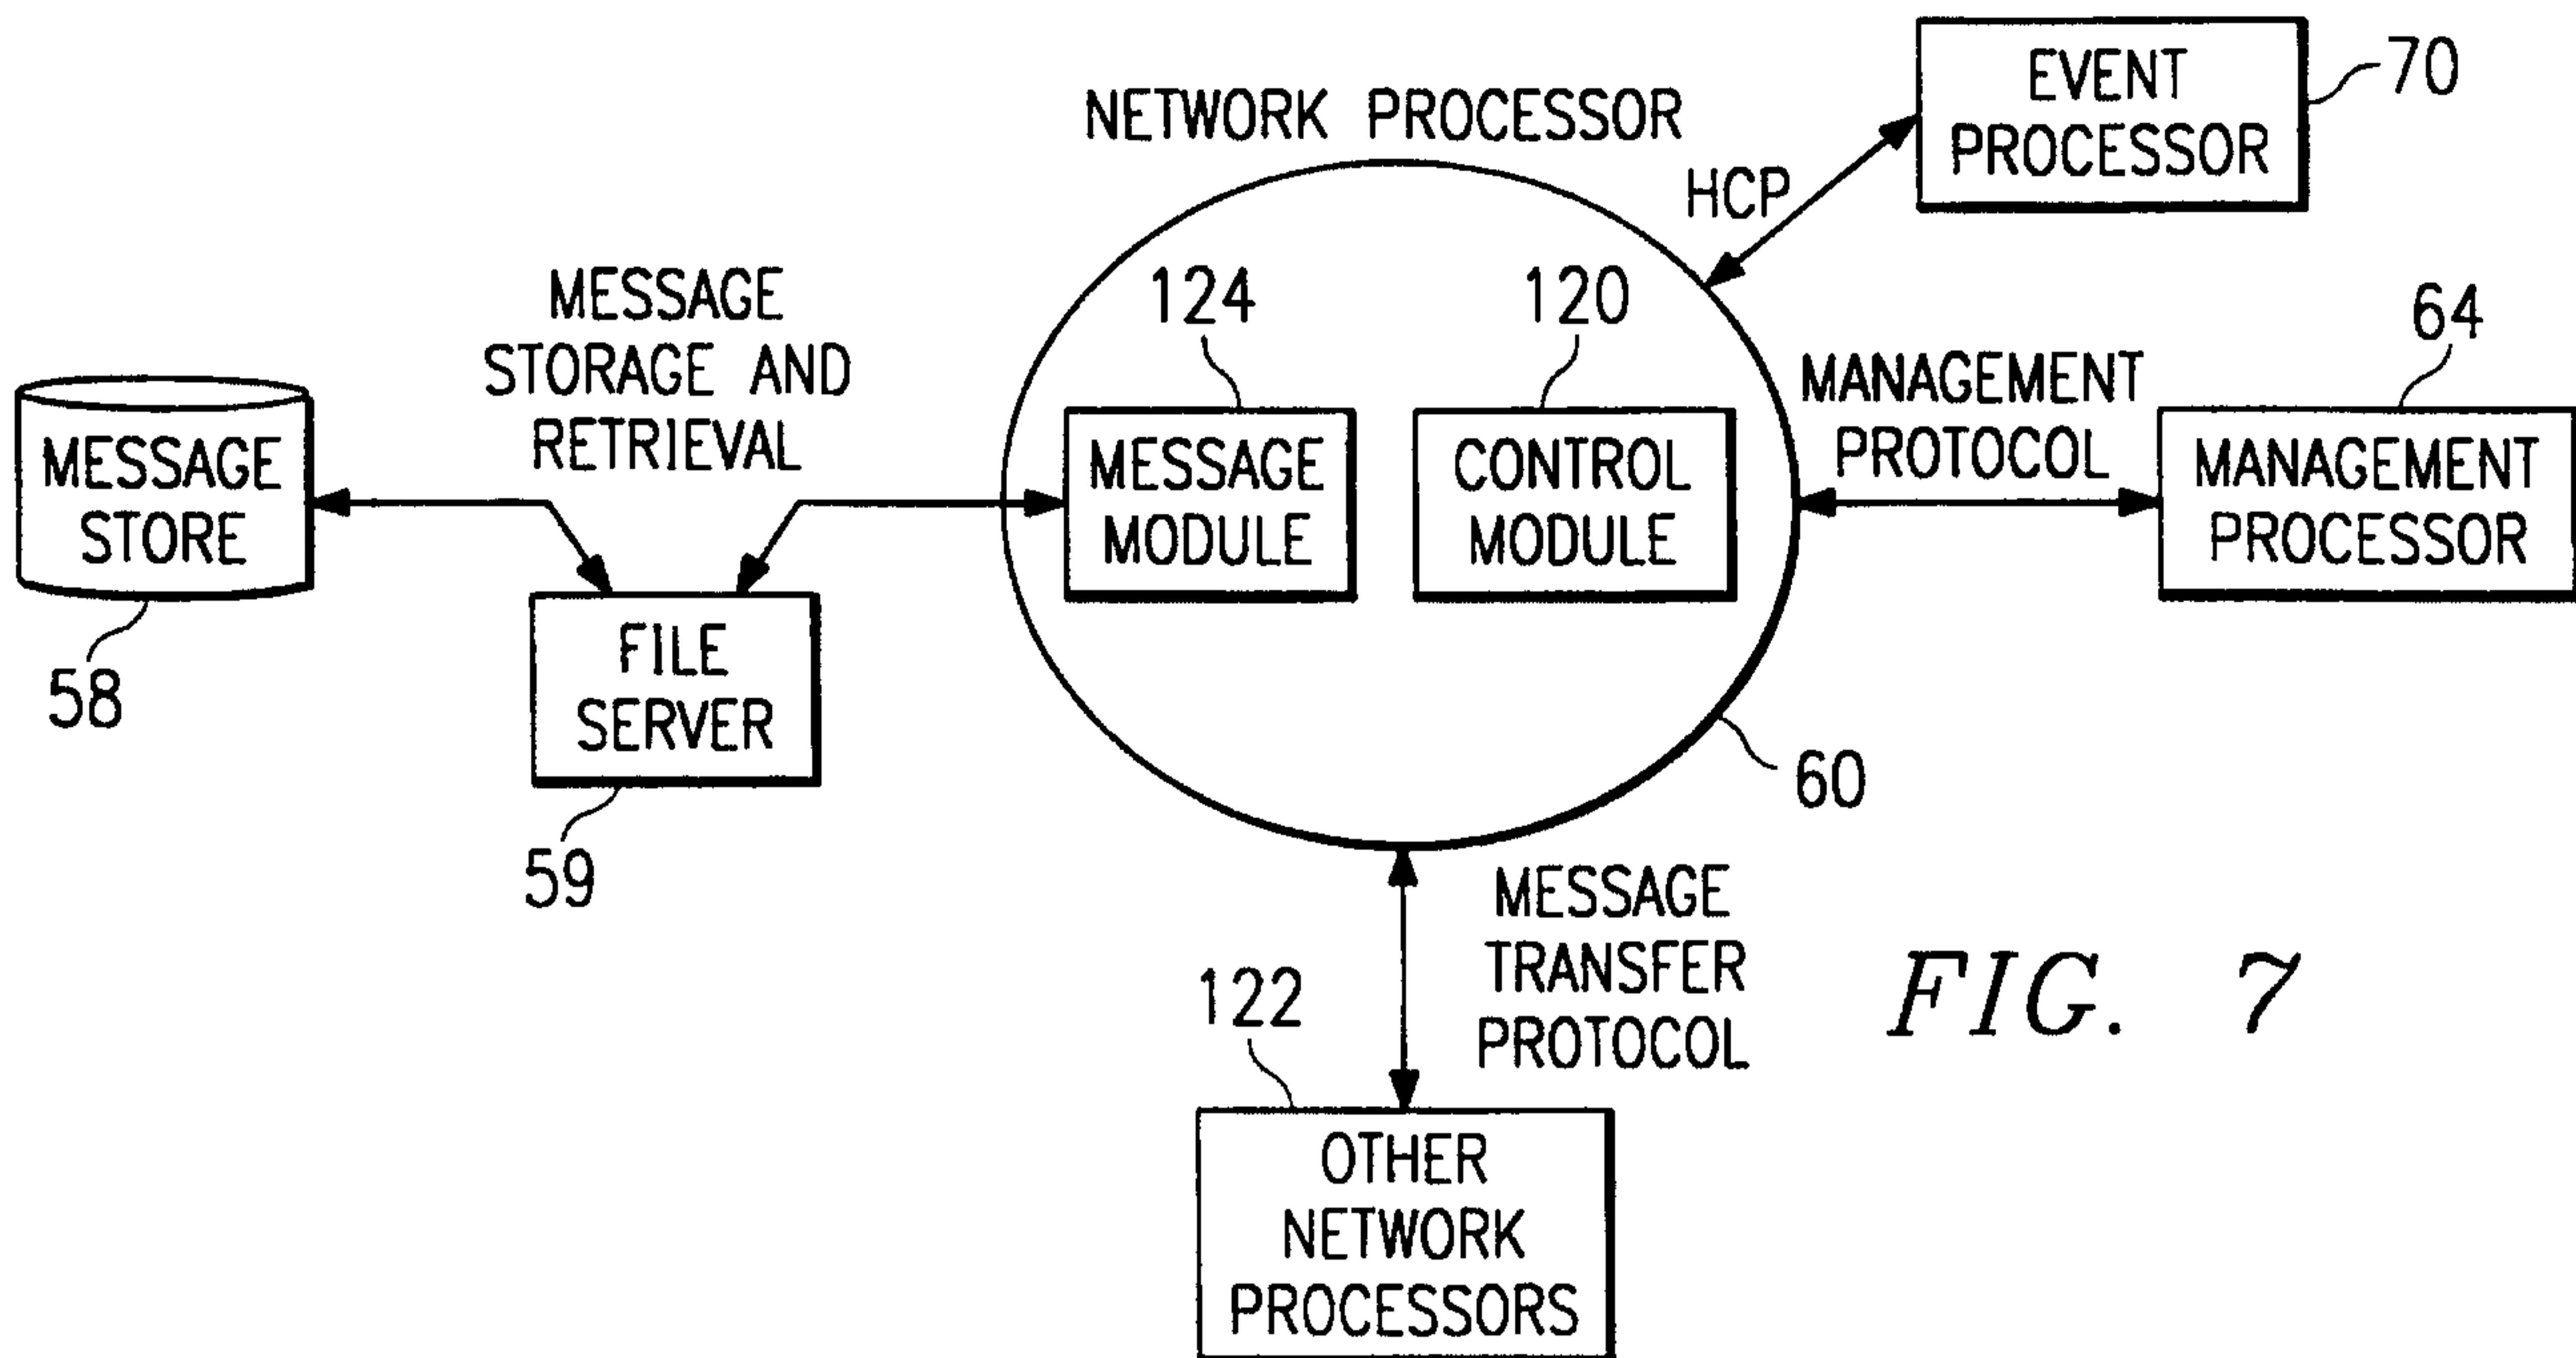 EVENT
PROCESSOR
70
NETWORK PROCESSOR
HCP
MESSAGE
STORAGE AND
RETRIEVAL
124
120
64
MANAGEMENT
PROTOCOL
MESSAGE
STORE
MESSAGE
MODULE
CONTROL
MODULE
MANAGEMENT
PROCESSOR
58
FILE
SERVER
59
60
MESSAGE
TRANSFER
PROTOCOL
122
FIG. 7
OTHER
NETWORK
PROCESSORS